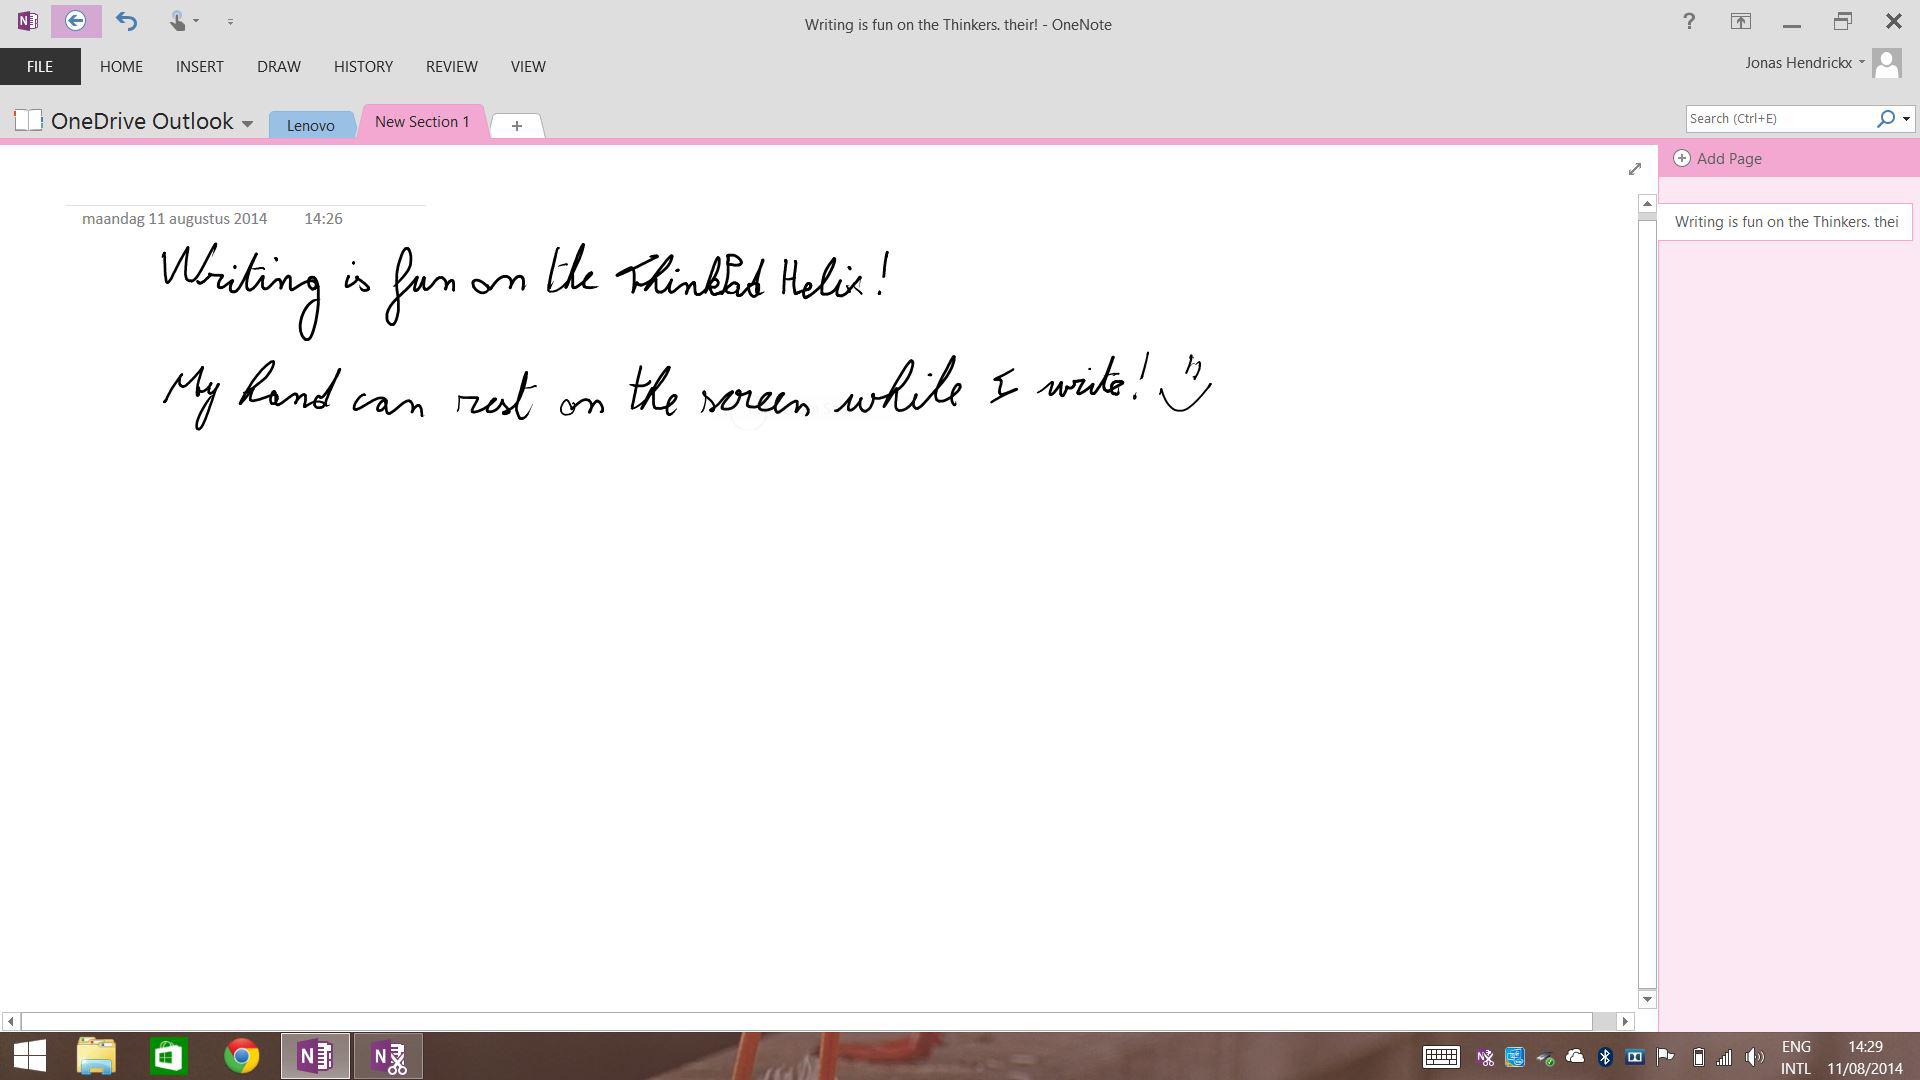 Writing is fun on the Thinkers. their! - OneNote
FILE HOME INSERT DRAW HISTORY REVIEW VIEW
Jonas Hendrickx
OneDrive Outlook Lenovo New Section 1 +
Search (Ctrl+E)
Add Page
Writing is fun on the Thinkers. thei
maandag 11 augustus 2014 14:26
Writing is fun on the ThinkPad Helix!
My hand can rest on the screen while I write! :)
ENG 14:29
INTL 11/08/2014